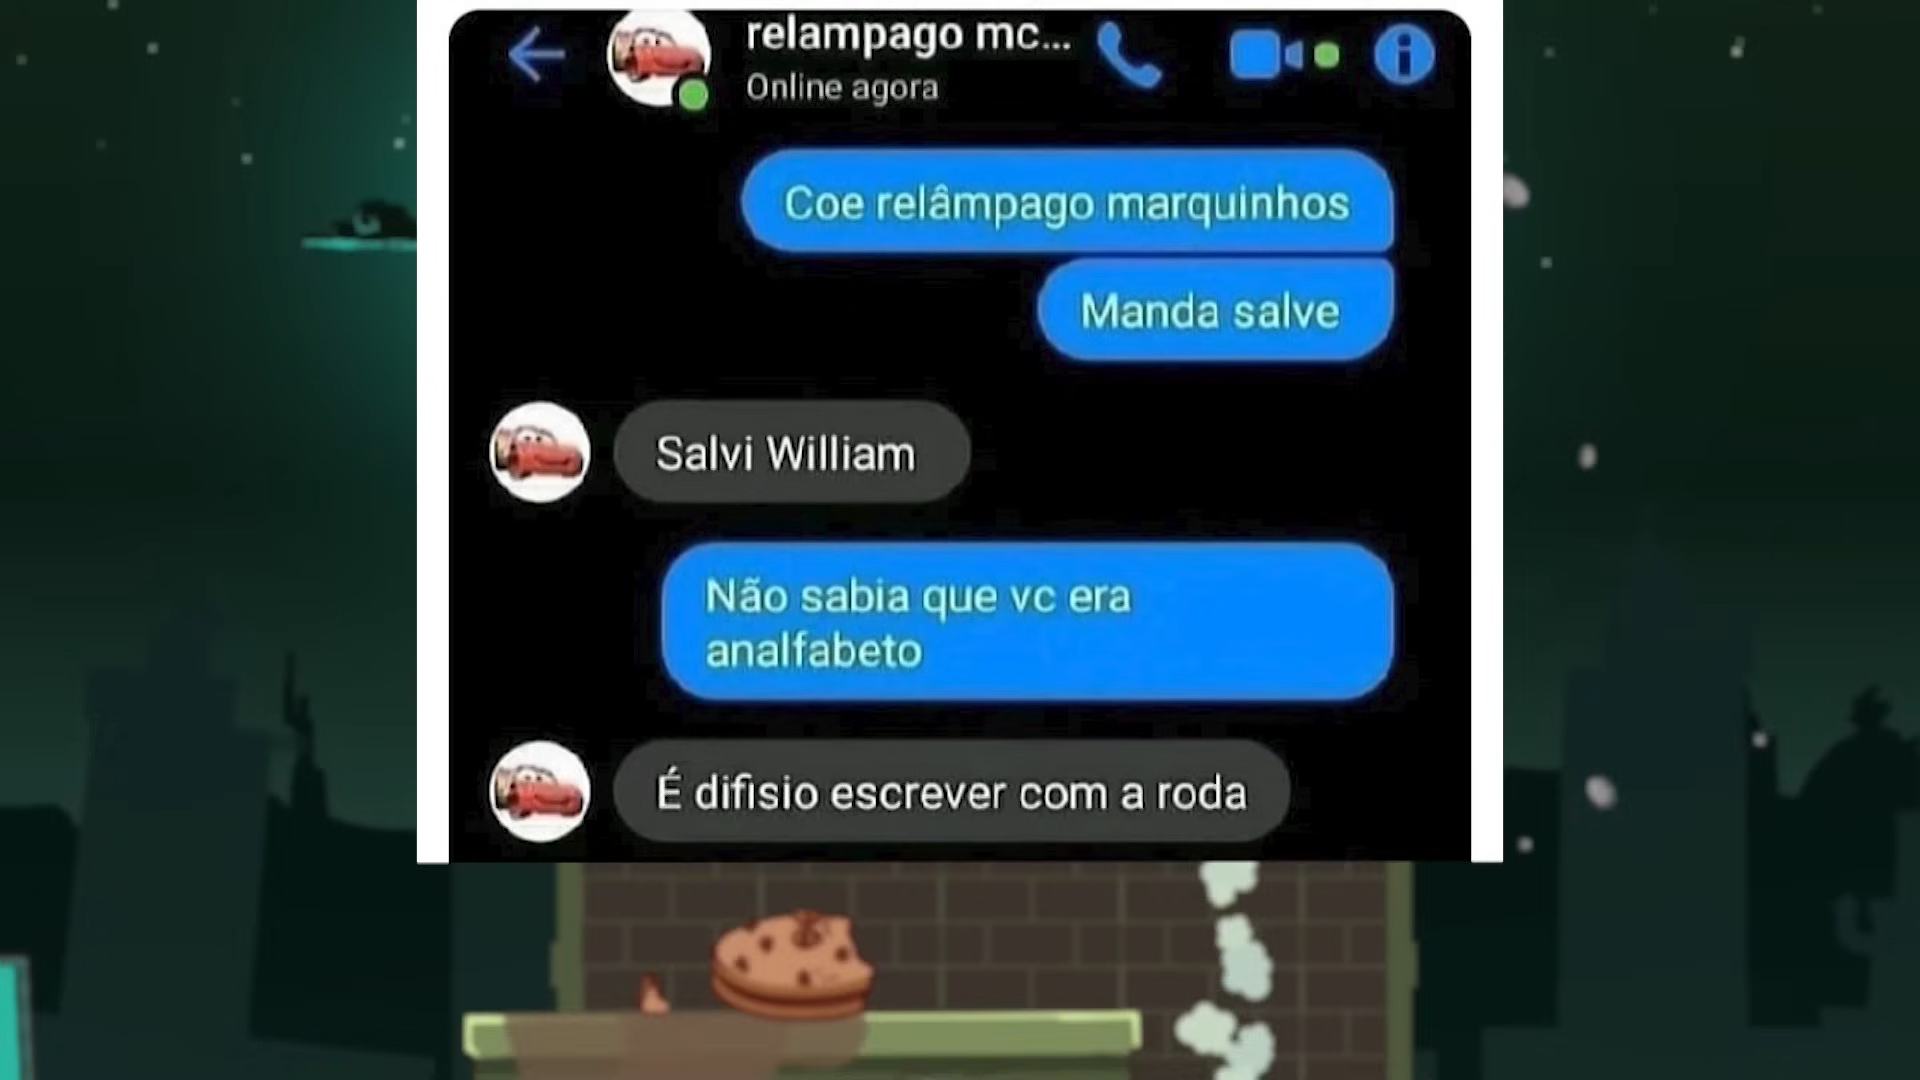 relampago mc...
Online agora
Coe relâmpago marquinhos
Manda salve
Salvi William
Não sabia que vc era
analfabeto
É difisio escrever com a roda